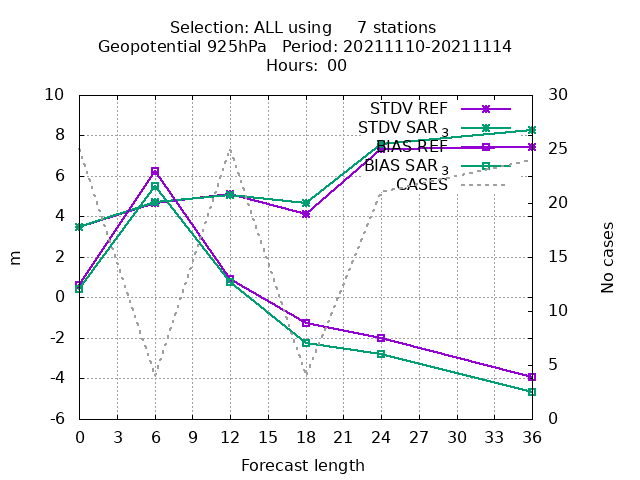 Selection: ALL using 7 stations
Geopotential 925hPa Period: 20211110-20211114
Hours: 00
10 30
STDV REF
STDV SAR 3
8 25
BIAS REF
BIAS SAR 3
6 CASES
4 20
2 15
m No cases
0 10
-2
-4 5
-6 0
0 3 6 9 12 15 18 21 24 27 30 33 36
Forecast length